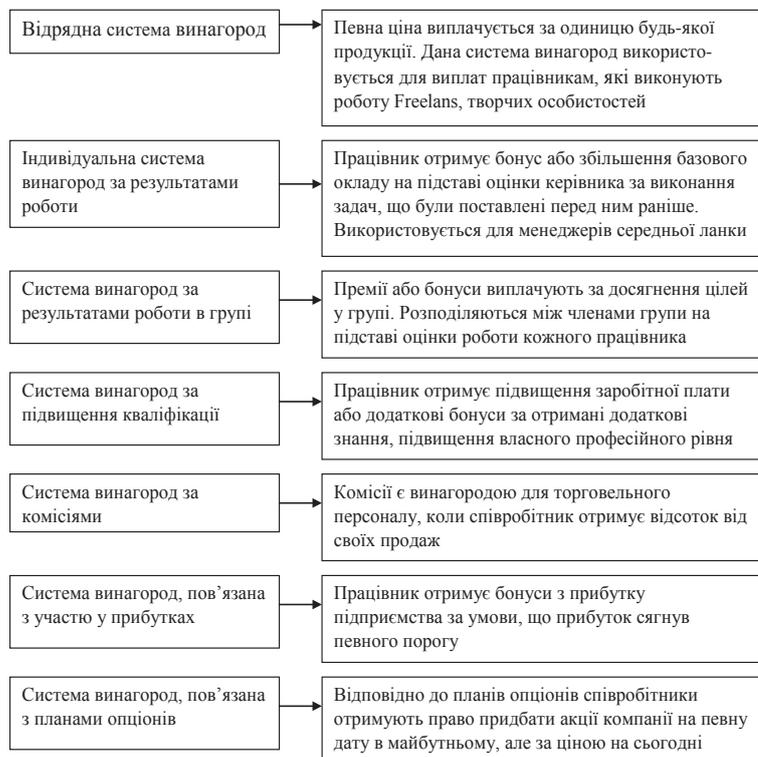 Відрядна система винагород
Певна ціна виплачується за одиницю будь-якої
продукції. Дана система винагород використо-
вується для виплат працівникам, які виконують
роботу Freelans, творчих особистостей
Індивідуальна система
винагород за результатами
роботи
Працівник отримує бонус або збільшення базового
окладу на підставі оцінки керівника за виконання
задач, що були поставлені перед ним раніше.
Використовується для менеджерів середньої ланки
Система винагород за
результатами роботи в групі
Премії або бонуси виплачують за досягнення цілей
у групі. Розподіляються між членами групи на
підставі оцінки роботи кожного працівника
Система винагород за
підвищення кваліфікації
Працівник отримує підвищення заробітної плати
або додаткові бонуси за отримані додаткові
знання, підвищення власного професійного рівня
Система винагород за
комісіями
Комісії є винагородою для торговельного
персоналу, коли співробітник отримує відсоток від
своїх продаж
Система винагород, пов’язана
з участю у прибутках
Працівник отримує бонуси з прибутку
підприємства за умови, що прибуток сягнув
певного порогу
Система винагород, пов’язана
з планами опціонів
Відповідно до планів опціонів співробітники
отримують право придбати акції компанії на певну
дату в майбутньому, але за ціною на сьогодні